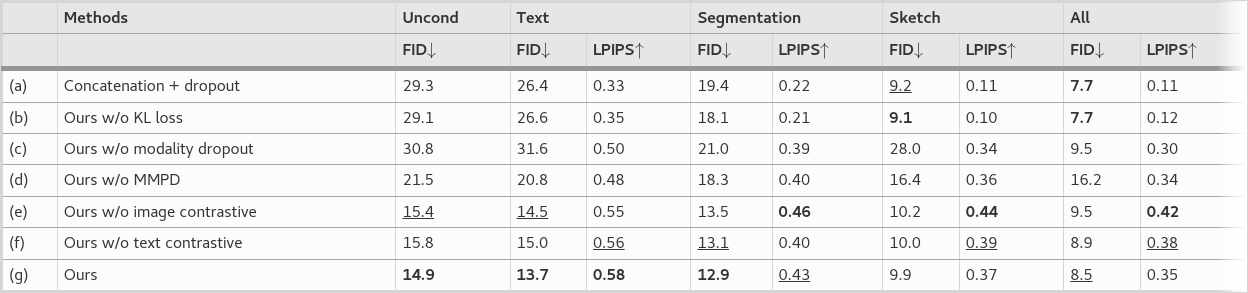 Methods Uncond Text Segmentation Sketch All
FID↓ FID↓ LPIPS↑ FID↓ LPIPS↑ FID↓ LPIPS↑ FID↓ LPIPS↑
(a) Concatenation + dropout 29.3 26.4 0.33 19.4 0.22 9.2 0.11 7.7 0.11
(b) Ours w/o KL loss 29.1 26.6 0.35 18.1 0.21 9.1 0.10 7.7 0.12
(c) Ours w/o modality dropout 30.8 31.6 0.50 21.0 0.39 28.0 0.34 9.5 0.30
(d) Ours w/o MMPD 21.5 20.8 0.48 18.3 0.40 16.4 0.36 16.2 0.34
(e) Ours w/o image contrastive 15.4 14.5 0.55 13.5 0.46 10.2 0.44 9.5 0.42
(f) Ours w/o text contrastive 15.8 15.0 0.56 13.1 0.40 10.0 0.39 8.9 0.38
(g) Ours 14.9 13.7 0.58 12.9 0.43 9.9 0.37 8.5 0.35